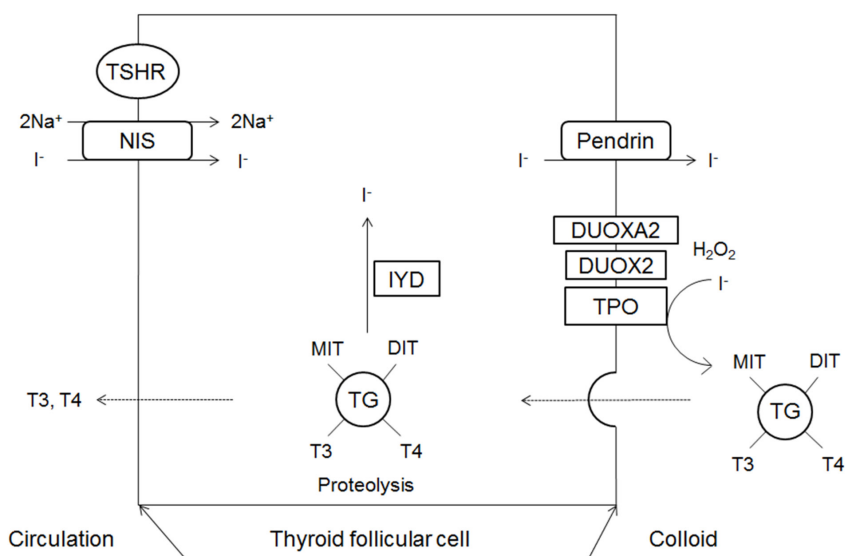 TSHR
2Na⁺ 2Na⁺
NIS
I⁻ I⁻
Pendrin
I⁻ I⁻
I⁻
IYD
DUOXA2
DUOX2
TPO
H₂O₂
I⁻
MIT DIT
TG
T3 T4
Proteolysis
MIT DIT
TG
T3 T4
T3, T4
Circulation Thyroid follicular cell Colloid